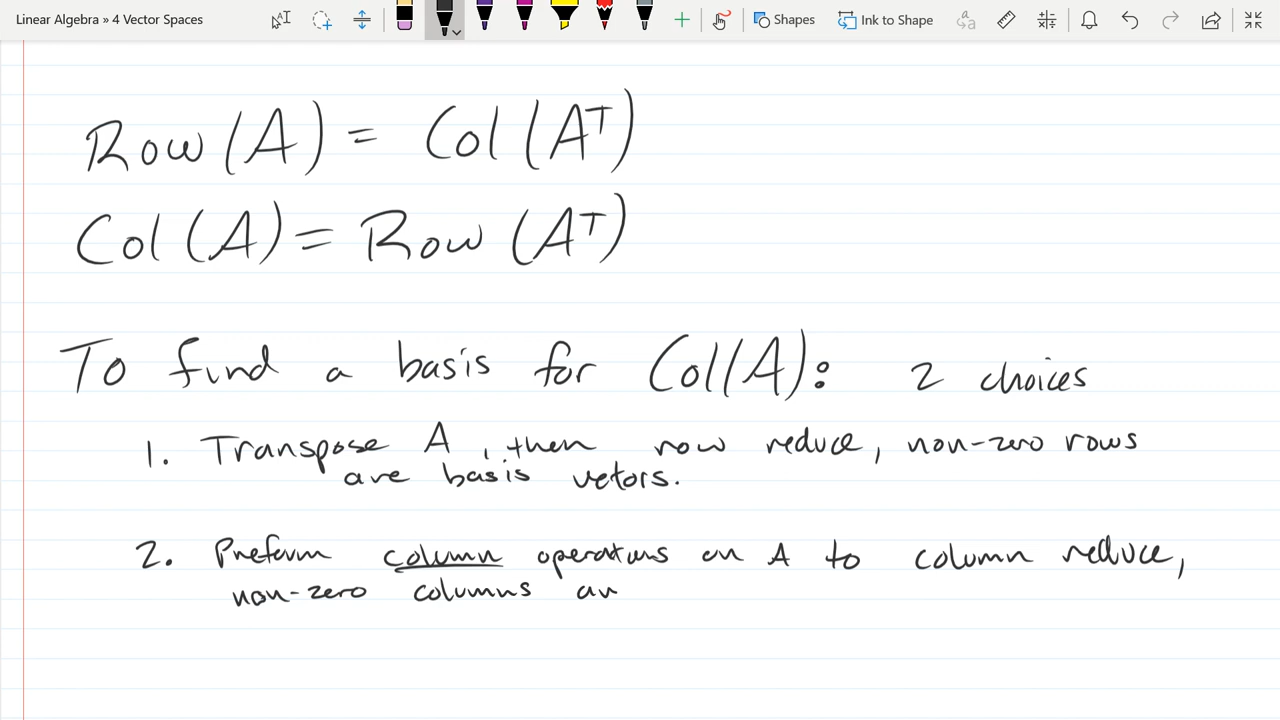 Linear Algebra » 4 Vector Spaces
Shapes
Ink to Shape
Row (A) = Col (Aᵀ)
Col (A) = Row (Aᵀ)
To find a basis for Col(A): 2 choices
1. Transpose A, then row reduce, non-zero rows
are basis vetors.
2. Preform column operations on A to column reduce,
non-zero columns ar